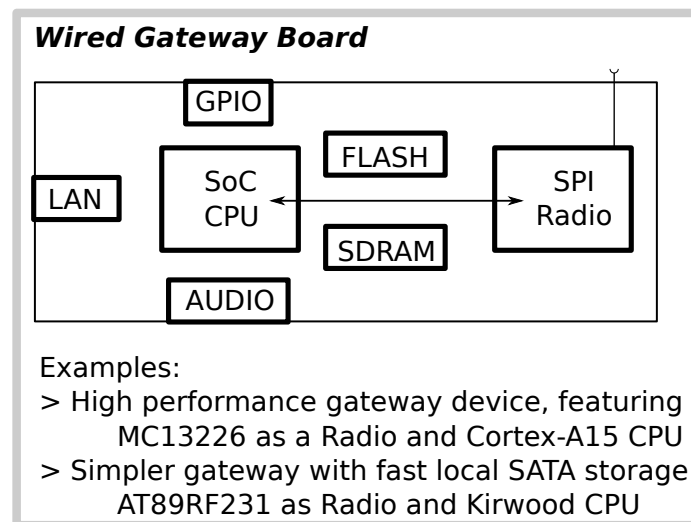 Wired Gateway Board
GPIO
FLASH
SoC
CPU
SPI
Radio
LAN
SDRAM
AUDIO
Examples:
> High performance gateway device, featuring
MC13226 as a Radio and Cortex-A15 CPU
> Simpler gateway with fast local SATA storage
AT89RF231 as Radio and Kirwood CPU